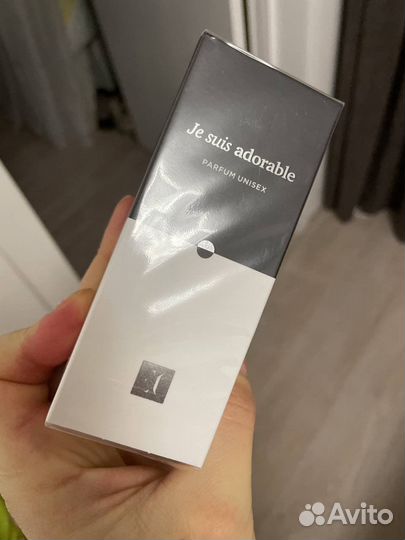 Je suis adorable
PARFUM UNISEX
Avito